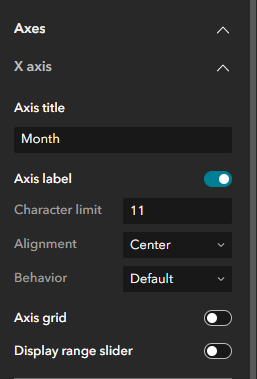 Axes
X axis
Axis title
Month
Axis label
Character limit 11
Alignment Center
Behavior Default
Axis grid
Display range slider